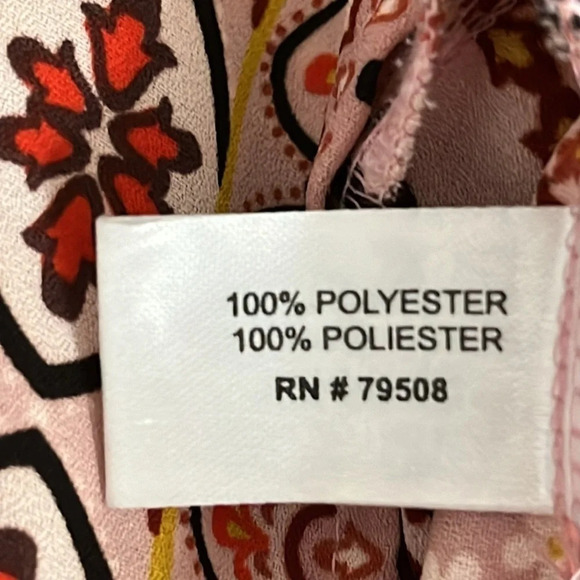 100% POLYESTER
100% POLIESTER
RN # 79508